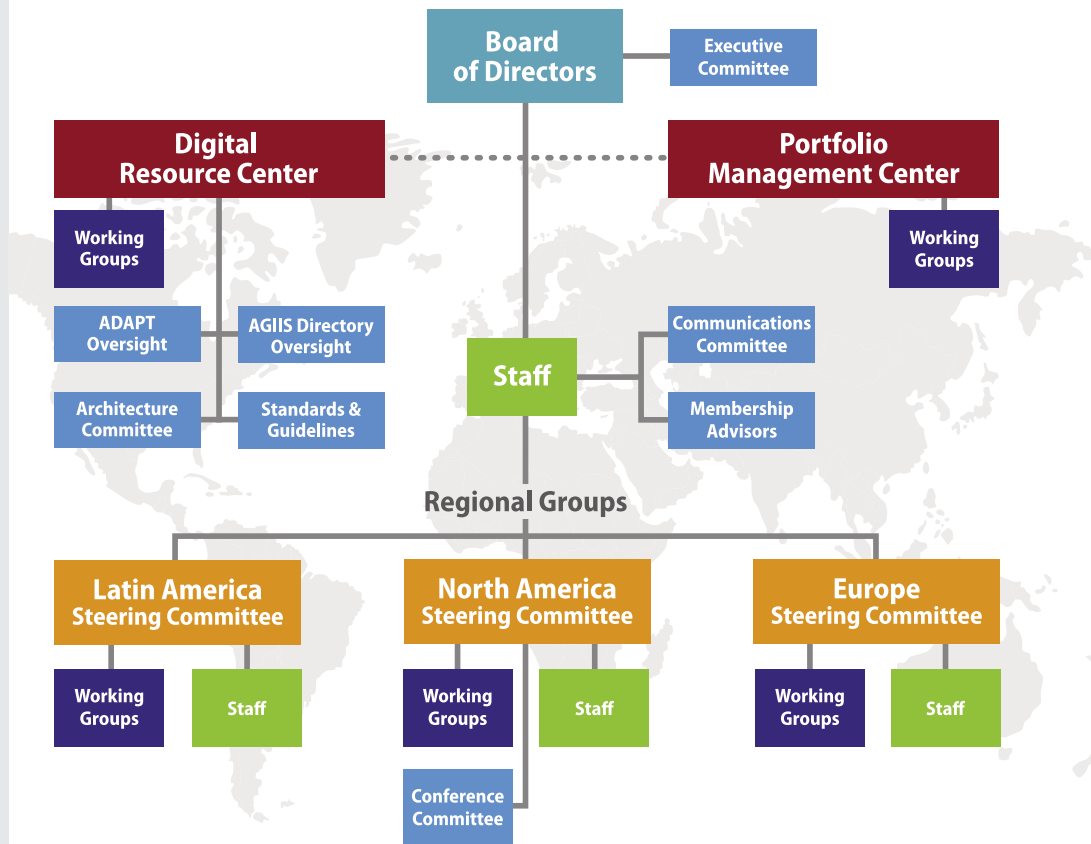 Board
of Directors
Executive
Committee
Digital
Resource Center
Portfolio
Management Center
Working
Groups
Working
Groups
ADAPT
Oversight
AGIIS Directory
Oversight
Communications
Committee
Staff
Architecture
Committee
Standards &
Guidelines
Membership
Advisors
Regional Groups
Latin America
Steering Committee
North America
Steering Committee
Europe
Steering Committee
Working
Groups
Staff
Working
Groups
Staff
Working
Groups
Staff
Conference
Committee